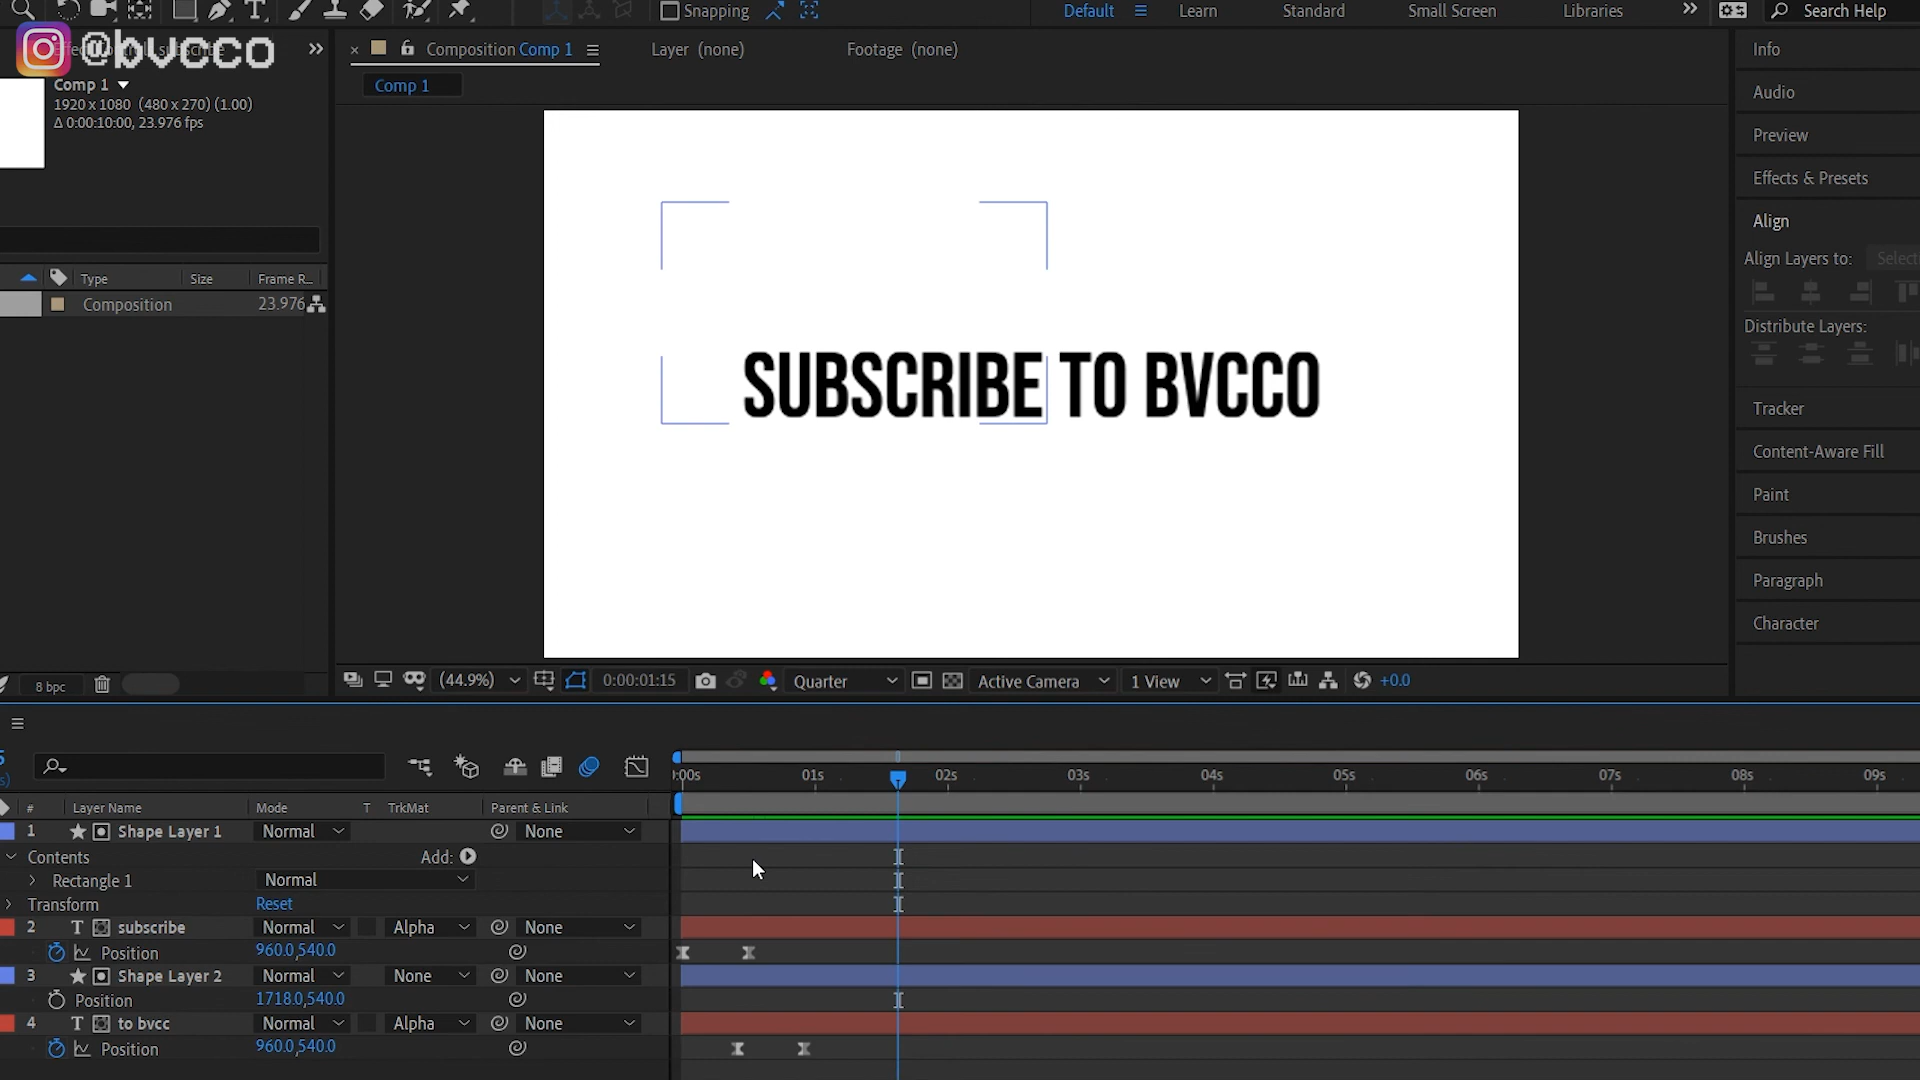 Snapping
Default
Learn
Standard
Small Screen
Libraries
Search Help
@bvcco
Composition Comp 1
Layer (none)
Footage (none)
Info
Comp 1
Comp 1
1920 x 1080 (480 x 270) (1.00)
Δ 0:00:10:00, 23.976 fps
Audio
Preview
Effects & Presets
Align
Align Layers to:
Distribute Layers:
Type
Size
Frame R...
Composition
23.976
SUBSCRIBE TO BVCCO
Tracker
Content-Aware Fill
Paint
Brushes
Paragraph
Character
8 bpc
(44.9%)
0:00:01:15
Quarter
Active Camera
1 View
+0.0
:00s 01s 02s 03s 04s 05s 06s 07s 08s 09s
# Layer Name Mode T TrkMat Parent & Link
1 Shape Layer 1 Normal None
Contents Add:
Rectangle 1 Normal
Transform Reset
2 T subscribe Normal Alpha None
Position 960.0,540.0
3 Shape Layer 2 Normal None None
Position 1718.0,540.0
4 T to bvcc Normal Alpha None
Position 960.0,540.0